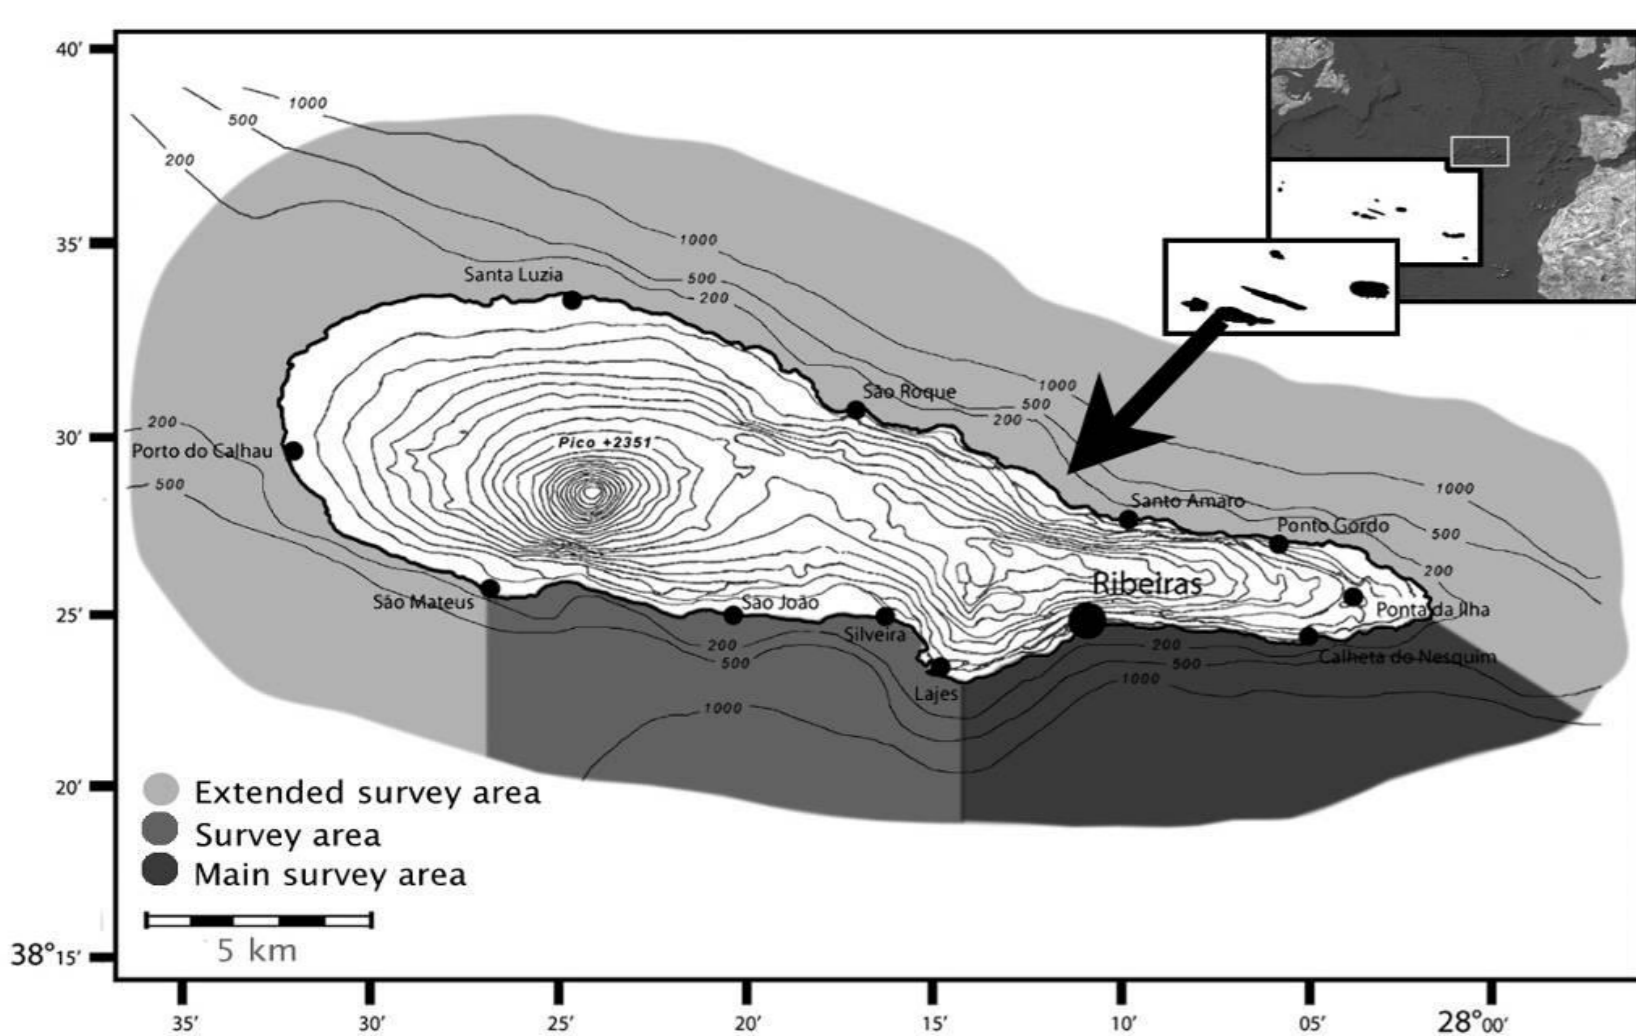 40′
1000
500
200
35′
1000
Santa Luzia
500
200
São Roque
1000
500
200
200
30′
Porto do Calhau
Pico +2351
500
1000
Santo Amaro
Ponto Gordo
500
200
Ribeiras
São Mateus
São João
Ponta da Ilha
25′
Silveira
200
500
200
500
Calheta do Nesquim
1000
Lajes
1000
20′
Extended survey area
Survey area
Main survey area
5 km
38°15′
35′
30′
25′
20′
15′
10′
05′
28°00′